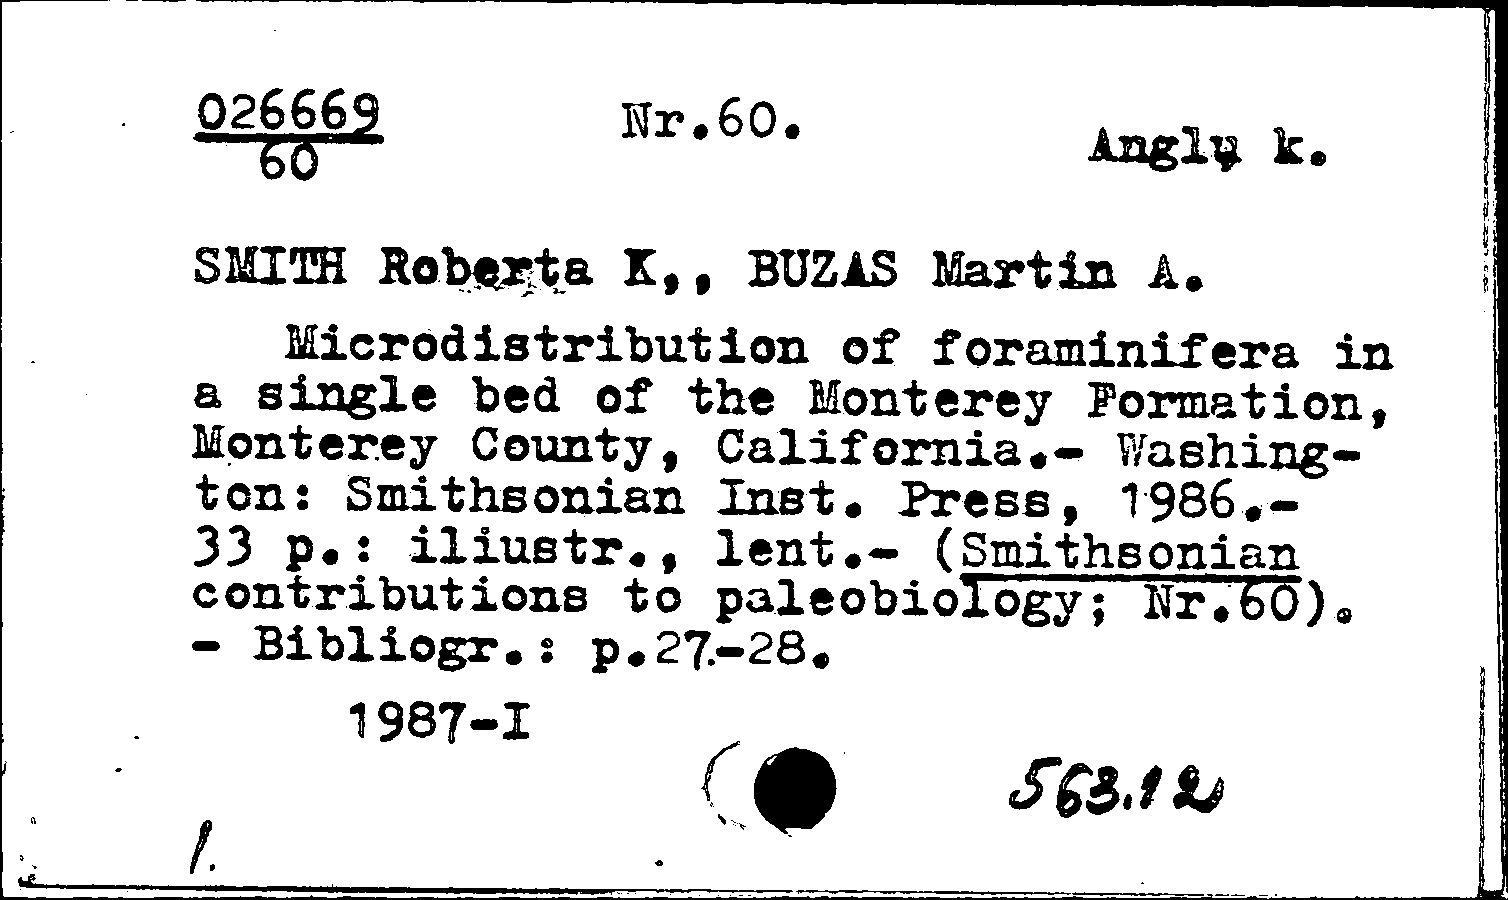 026669
60
Nr.60.
Anglų k.
SMITH Roberta K,, BUZAS Martin A.
Microdistribution of foraminifera in
a single bed of the Monterey Formation,
Monterey County, California.- Washing-
ton: Smithsonian Inst. Press, 1986.-
33 p.: iliustr., lent.- (Smithsonian
contributions to paleobiology; Nr.60).
- Bibliogr.: p.27.-28.
1987-I
563.12
1.